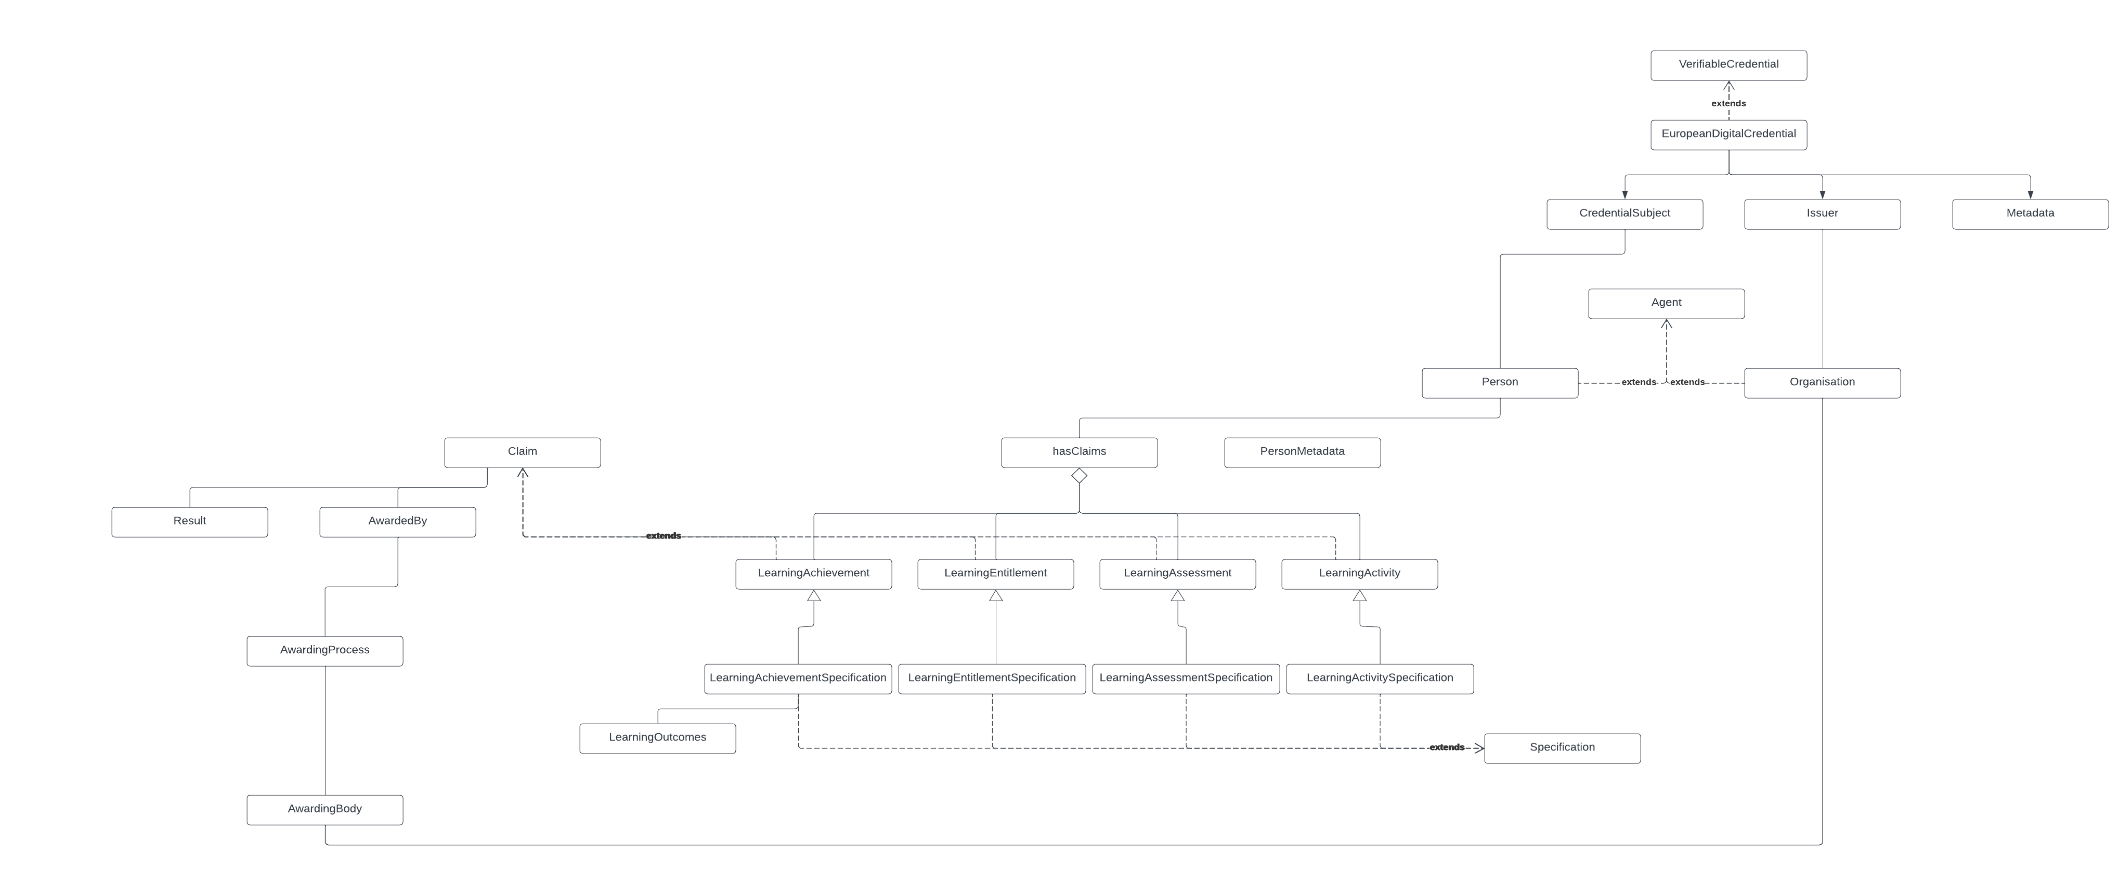 VerifiableCredential
extends
EuropeanDigitalCredential
CredentialSubject
Issuer
Metadata
Agent
Person
extends
extends
Organisation
Claim
hasClaims
PersonMetadata
Result
AwardedBy
extends
LearningAchievement
LearningEntitlement
LearningAssessment
LearningActivity
AwardingProcess
LearningAchievementSpecification
LearningEntitlementSpecification
LearningAssessmentSpecification
LearningActivitySpecification
LearningOutcomes
extends
Specification
AwardingBody